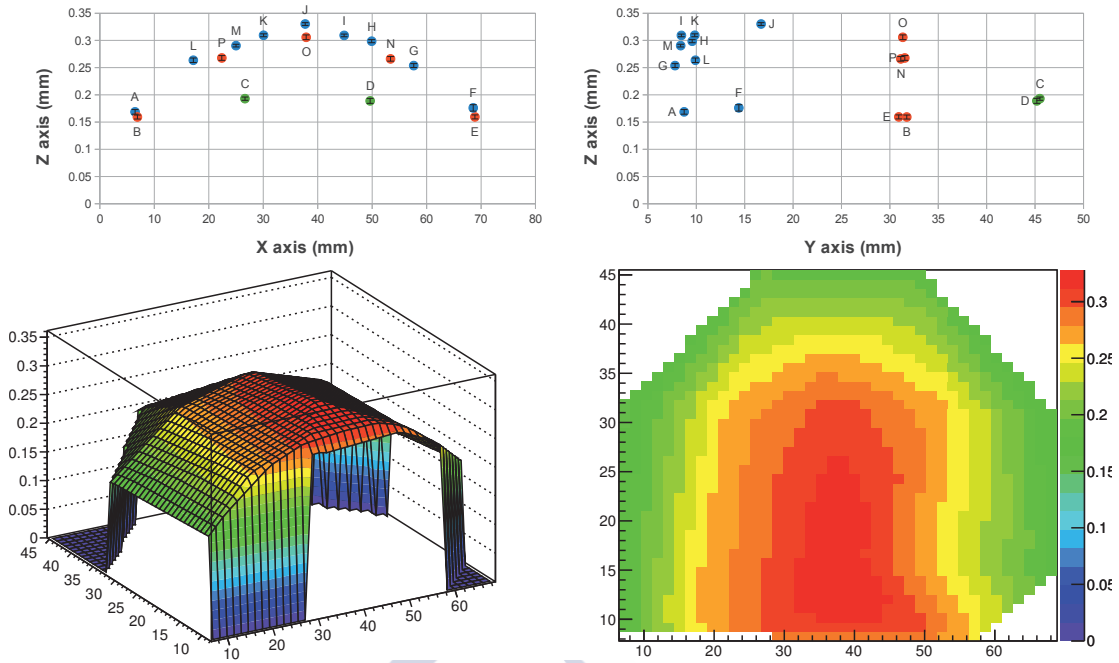 0.35
0.3
0.25
0.2
0.15
0.1
0.05
0
Z axis (mm)
A
B
L
P
M
C
K
J
O
I
H
D
N
G
F
E
0 10 20 30 40 50 60 70 80
X axis (mm)
0.35
0.3
0.25
0.2
0.15
0.1
0.05
0
Z axis (mm)
I K
J
M H
G L
A
F
O
P
N
E
B
C
D
5 10 15 20 25 30 35 40 45 50
Y axis (mm)
0.35
0.3
0.25
0.2
0.15
0.1
0.05
0
45
40
35
30
25
20
15
10
10 20 30 40 50 60
45
40
35
30
25
20
15
10
10 20 30 40 50 60
0.3
0.25
0.2
0.15
0.1
0.05
0